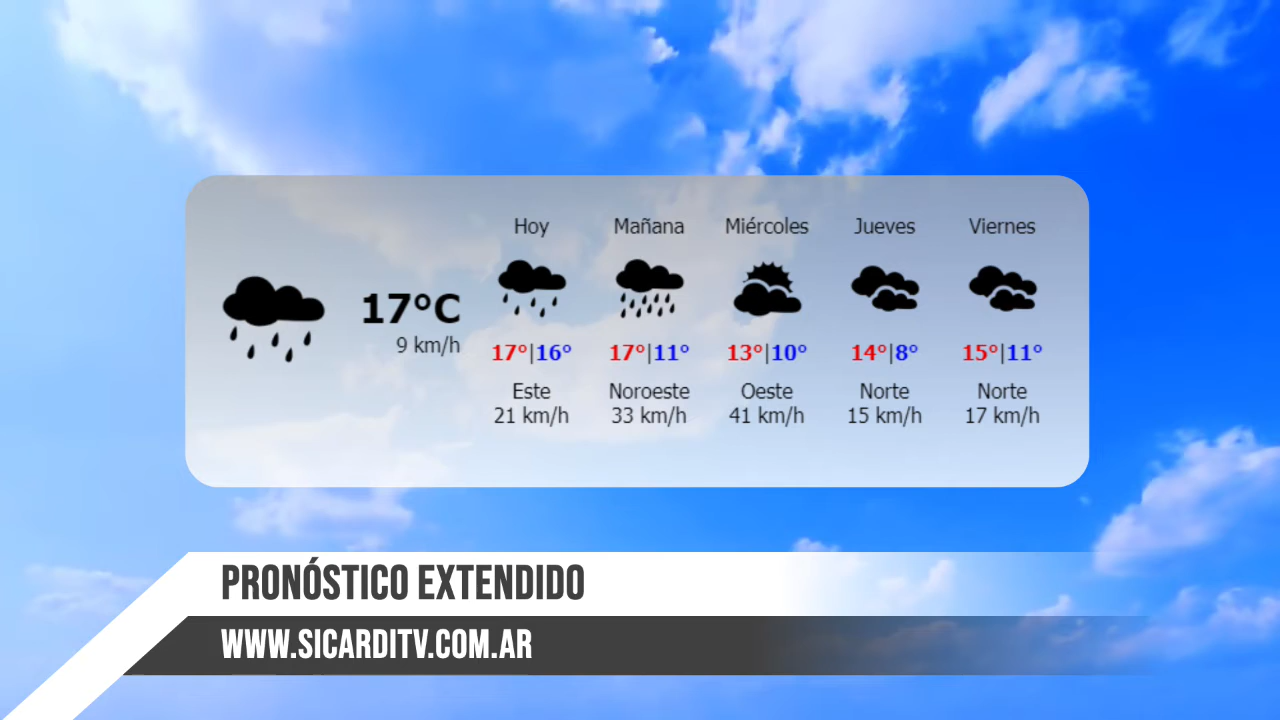 Hoy Mañana Miércoles Jueves Viernes
17°C
9 km/h
17°|16° 17°|11° 13°|10° 14°|8° 15°|11°
Este Noroeste Oeste Norte Norte
21 km/h 33 km/h 41 km/h 15 km/h 17 km/h
PRONÓSTICO EXTENDIDO
WWW.SICARDITV.COM.AR